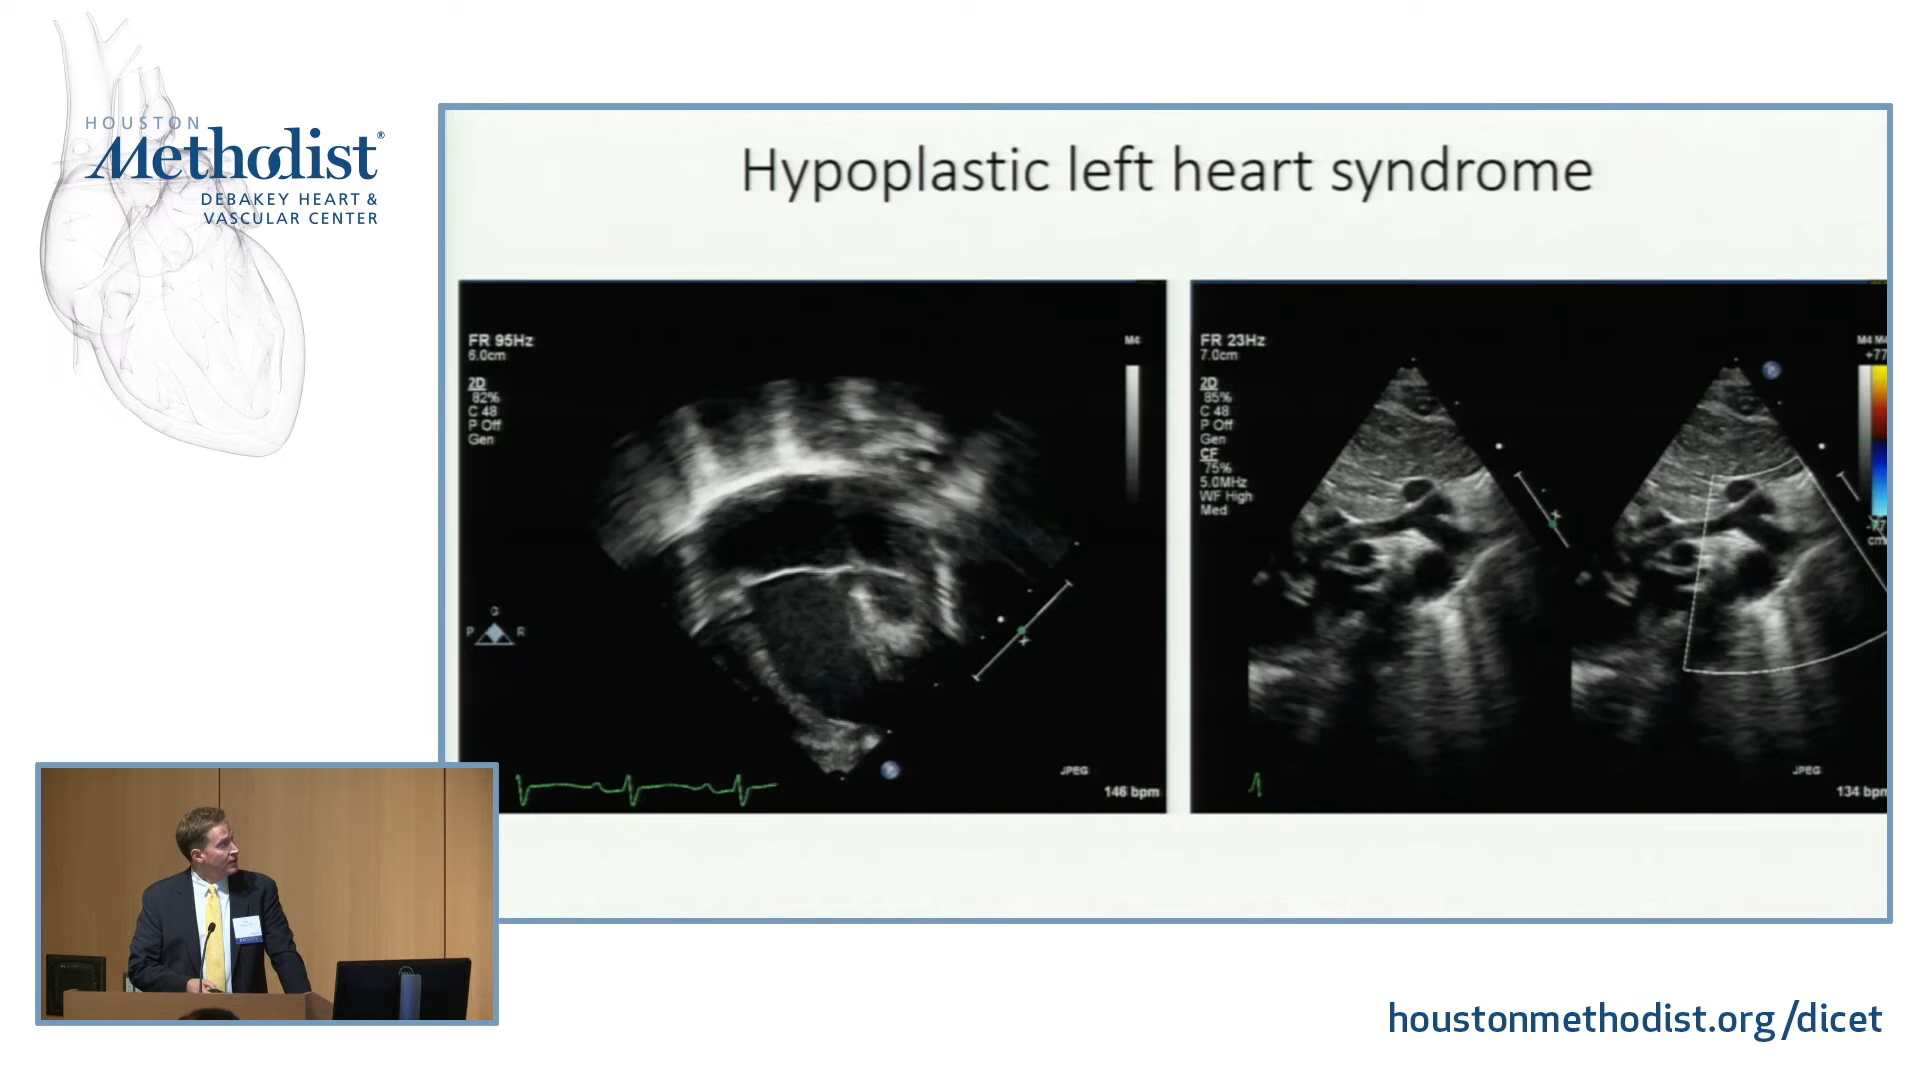 HOUSTON
Methodist®
DEBAKEY HEART &
VASCULAR CENTER
Hypoplastic left heart syndrome
FR 95Hz
6.0cm
2D
82%
C 48
P Off
Gen
M4
G
P R
JPEG
146 bpm
FR 23Hz
7.0cm
2D
85%
C 48
P Off
Gen
CF
75%
5.0MHz
WF High
Med
M4 M4
+77
-77
cm
JPEG
134 bpm
houstonmethodist.org/dicet